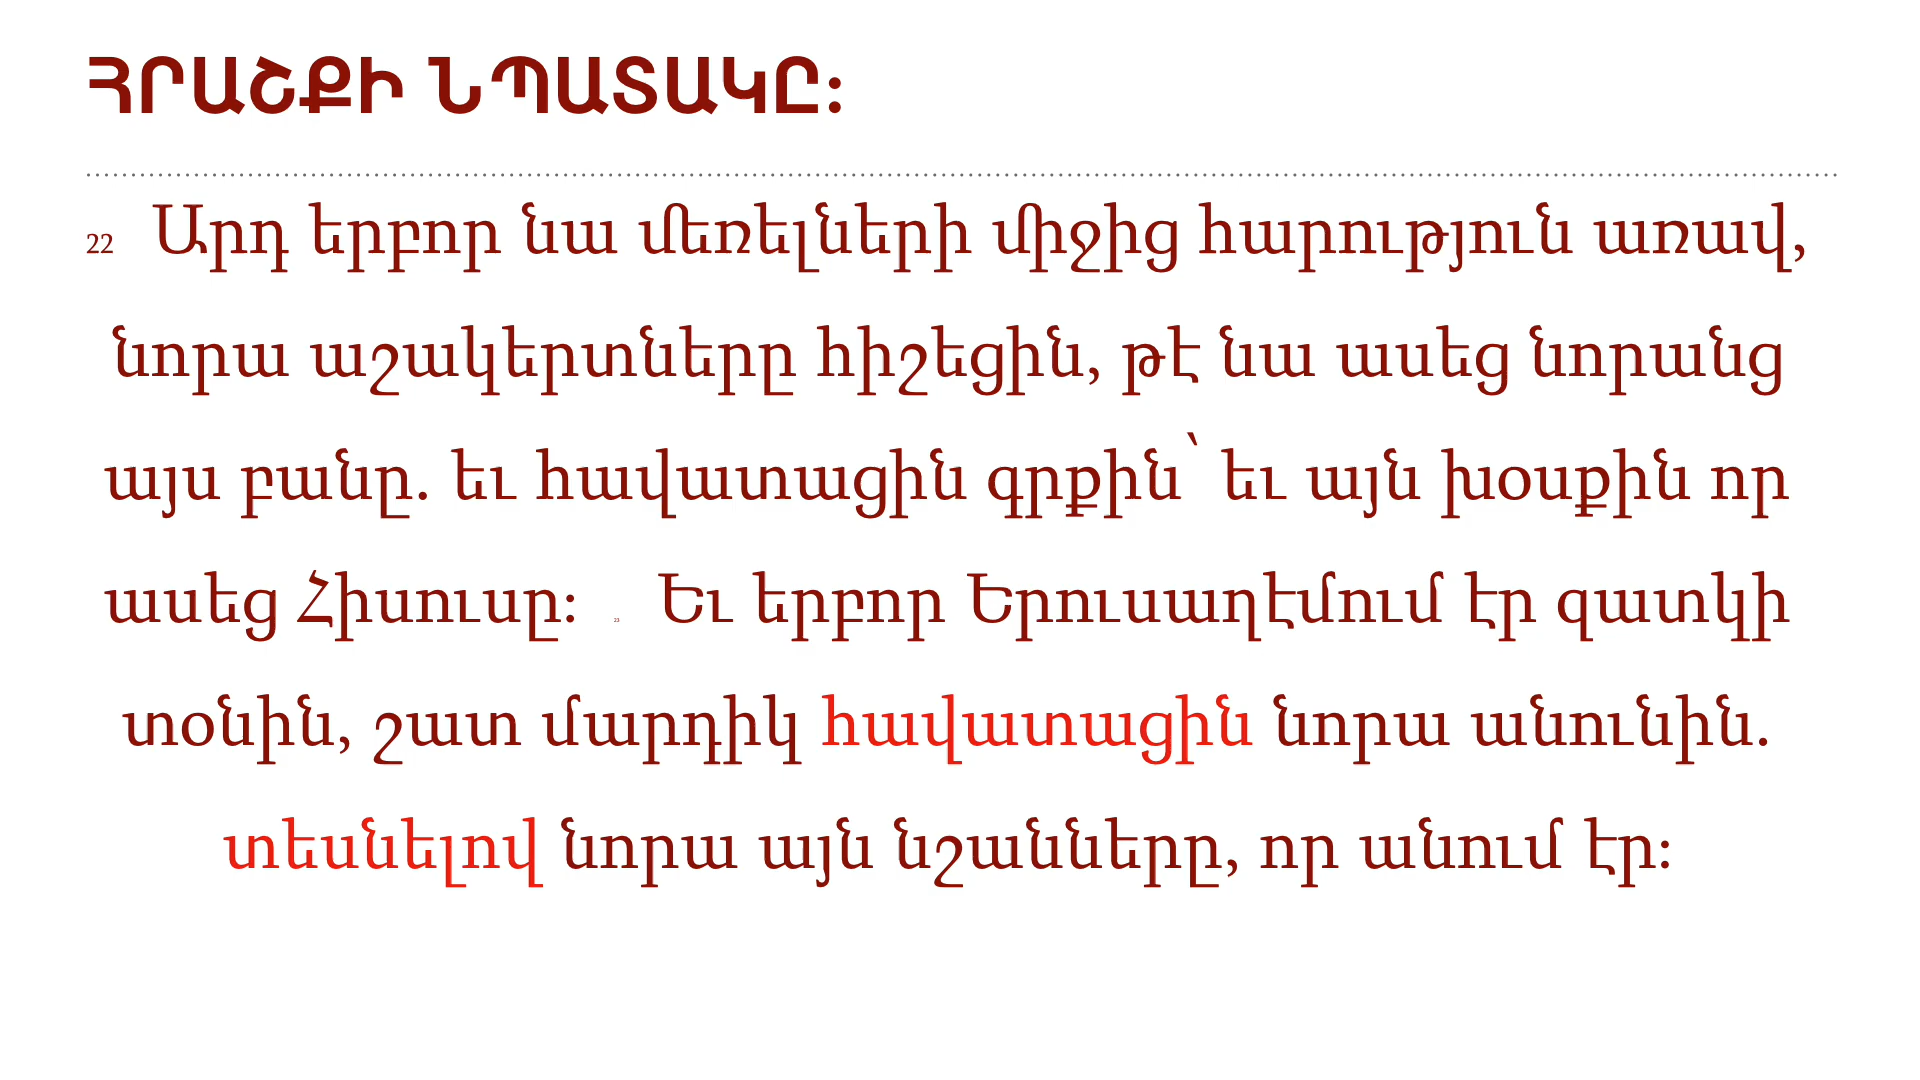 ՀՐԱՇՔԻ ՆՊԱՏԱԿԸ։
22 Արդ երբոր նա մեռելների միջից հարություն առավ,
նորա աշակերտները հիշեցին, թէ նա ասեց նորանց
այս բանը. եւ հավատացին գրքին՝ եւ այն խօսքին որ
ասեց Հիսուսը։ 23 Եւ երբոր Երուսաղէմում էր զատկի
տօնին, շատ մարդիկ հավատացին նորա անունին.
տեսնելով նորա այն նշանները, որ անում էր։